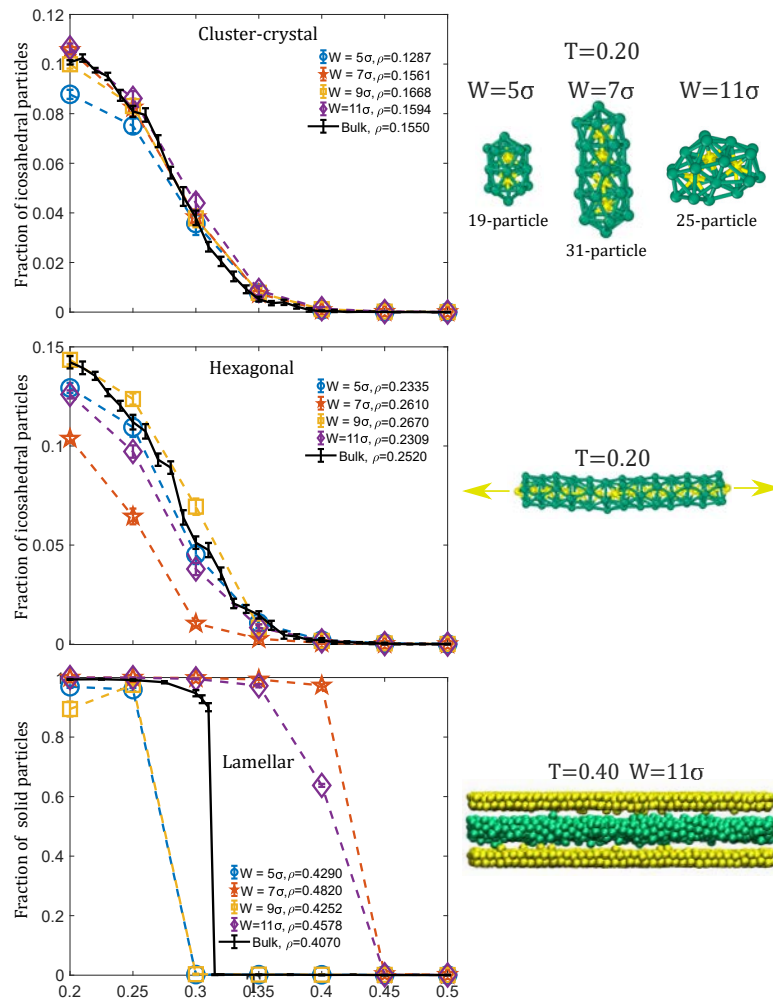 Cluster-crystal
Fraction of icosahedral particles
0.12
0.1
0.08
0.06
0.04
0.02
0
W = 5σ, ρ=0.1287
W = 7σ, ρ=0.1561
W = 9σ, ρ=0.1668
W=11σ, ρ=0.1594
Bulk, ρ=0.1550
T=0.20
W=5σ
W=7σ
W=11σ
19-particle
31-particle
25-particle
Hexagonal
Fraction of icosahedral particles
0.15
0.1
0.05
0
W = 5σ,ρ=0.2335
W = 7σ,ρ=0.2610
W = 9σ,ρ=0.2670
W=11σ,ρ=0.2309
Bulk, ρ=0.2520
T=0.20
Lamellar
Fraction of solid particles
1
0.8
0.6
0.4
0.2
0
W = 5σ,ρ=0.4290
W = 7σ,ρ=0.4820
W = 9σ,ρ=0.4252
W=11σ,ρ=0.4578
Bulk, ρ=0.4070
0.2 0.25 0.3 0.35 0.4 0.45 0.5
T=0.40 W=11σ